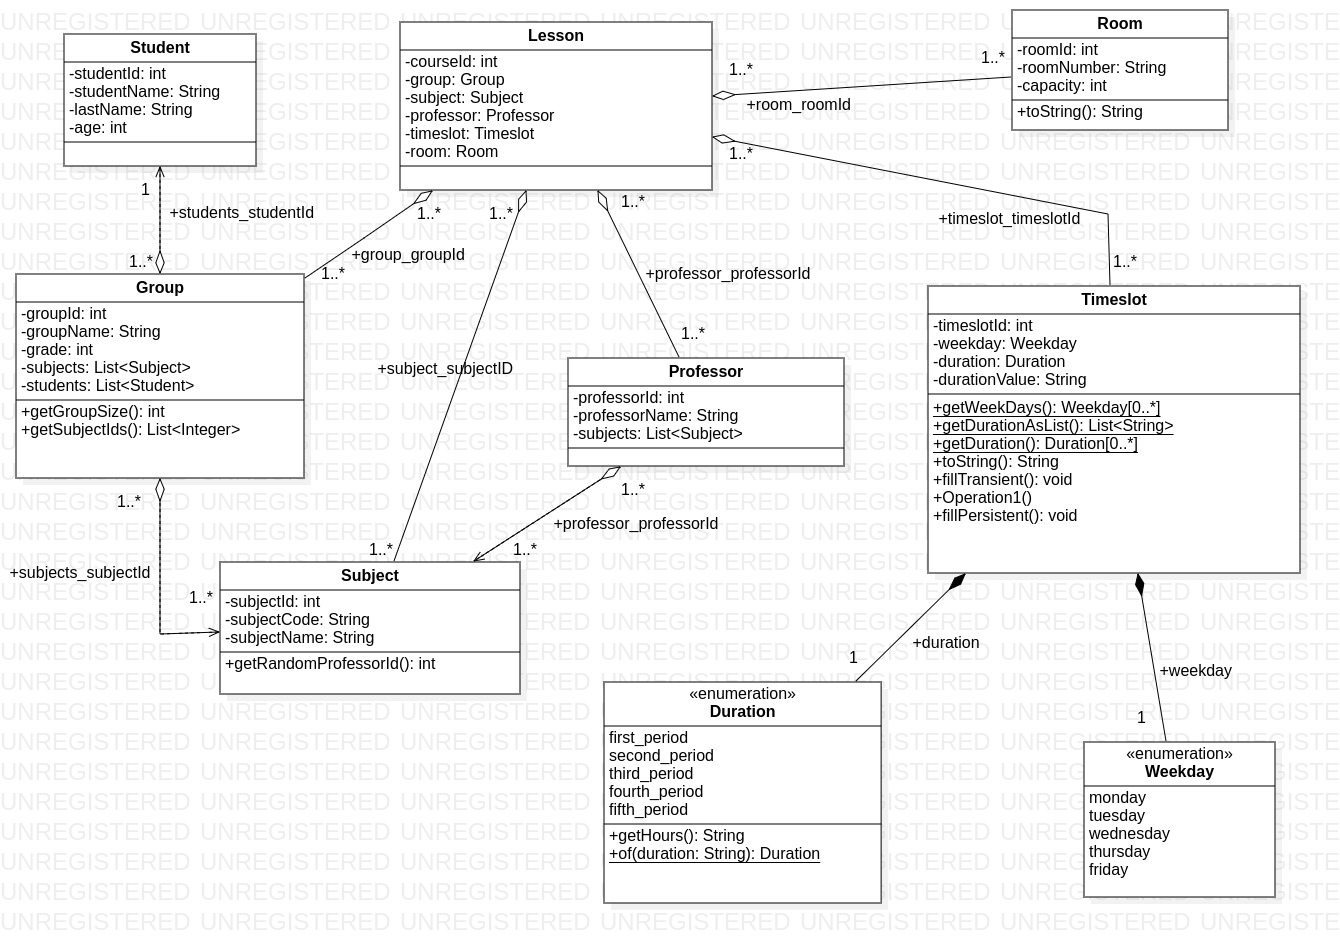 Student
-studentId: int
-studentName: String
-lastName: String
-age: int
Lesson
-courseId: int
-group: Group
-subject: Subject
-professor: Professor
-timeslot: Timeslot
-room: Room
Room
-roomId: int
-roomNumber: String
-capacity: int
+toString(): String
1..*
1..*
+room_roomId
1..*
+timeslot_timeslotId
1..*
1
+students_studentId
1..*
1..*
+group_groupId
1..*
1..*
+subject_subjectID
1..*
1..*
+professor_professorId
1..*
Group
-groupId: int
-groupName: String
-grade: int
-subjects: List<Subject>
-students: List<Student>
+getGroupSize(): int
+getSubjectIds(): List<Integer>
Professor
-professorId: int
-professorName: String
-subjects: List<Subject>
Timeslot
-timeslotId: int
-weekday: Weekday
-duration: Duration
-durationValue: String
+getWeekDays(): Weekday[0..*]
+getDurationAsList(): List<String>
+getDuration(): Duration[0..*]
+toString(): String
+fillTransient(): void
+Operation1()
+fillPersistent(): void
1..*
+subjects_subjectId
1..*
1..*
+professor_professorId
1..*
Subject
-subjectId: int
-subjectCode: String
-subjectName: String
+getRandomProfessorId(): int
+duration
1
+weekday
1
«enumeration»
Duration
first_period
second_period
third_period
fourth_period
fifth_period
+getHours(): String
+of(duration: String): Duration
«enumeration»
Weekday
monday
tuesday
wednesday
thursday
friday
UNREGISTERED